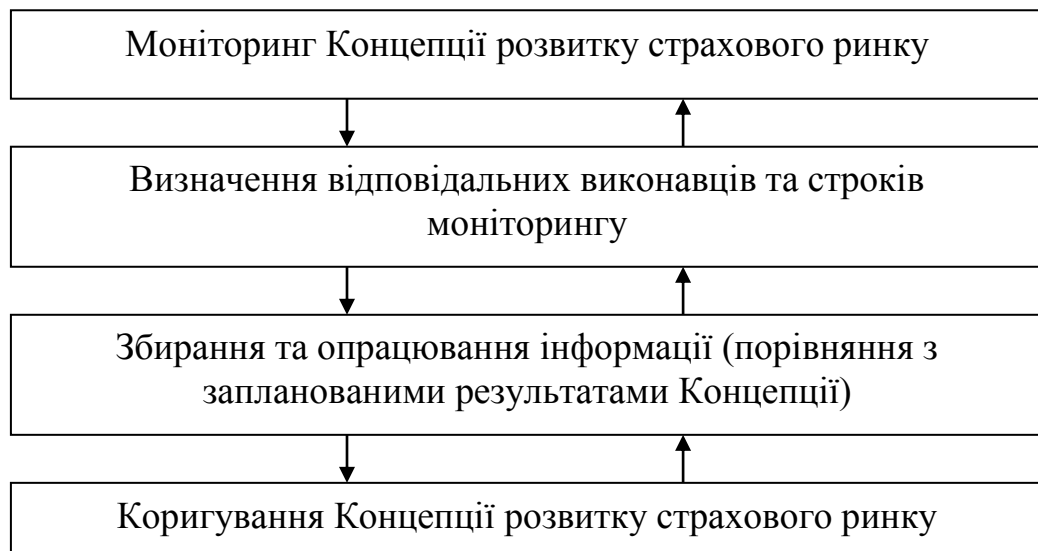 Моніторинг Концепції розвитку страхового ринку
Визначення відповідальних виконавців та строків
моніторингу
Збирання та опрацювання інформації (порівняння з
запланованими результатами Концепції)
Коригування Концепції розвитку страхового ринку